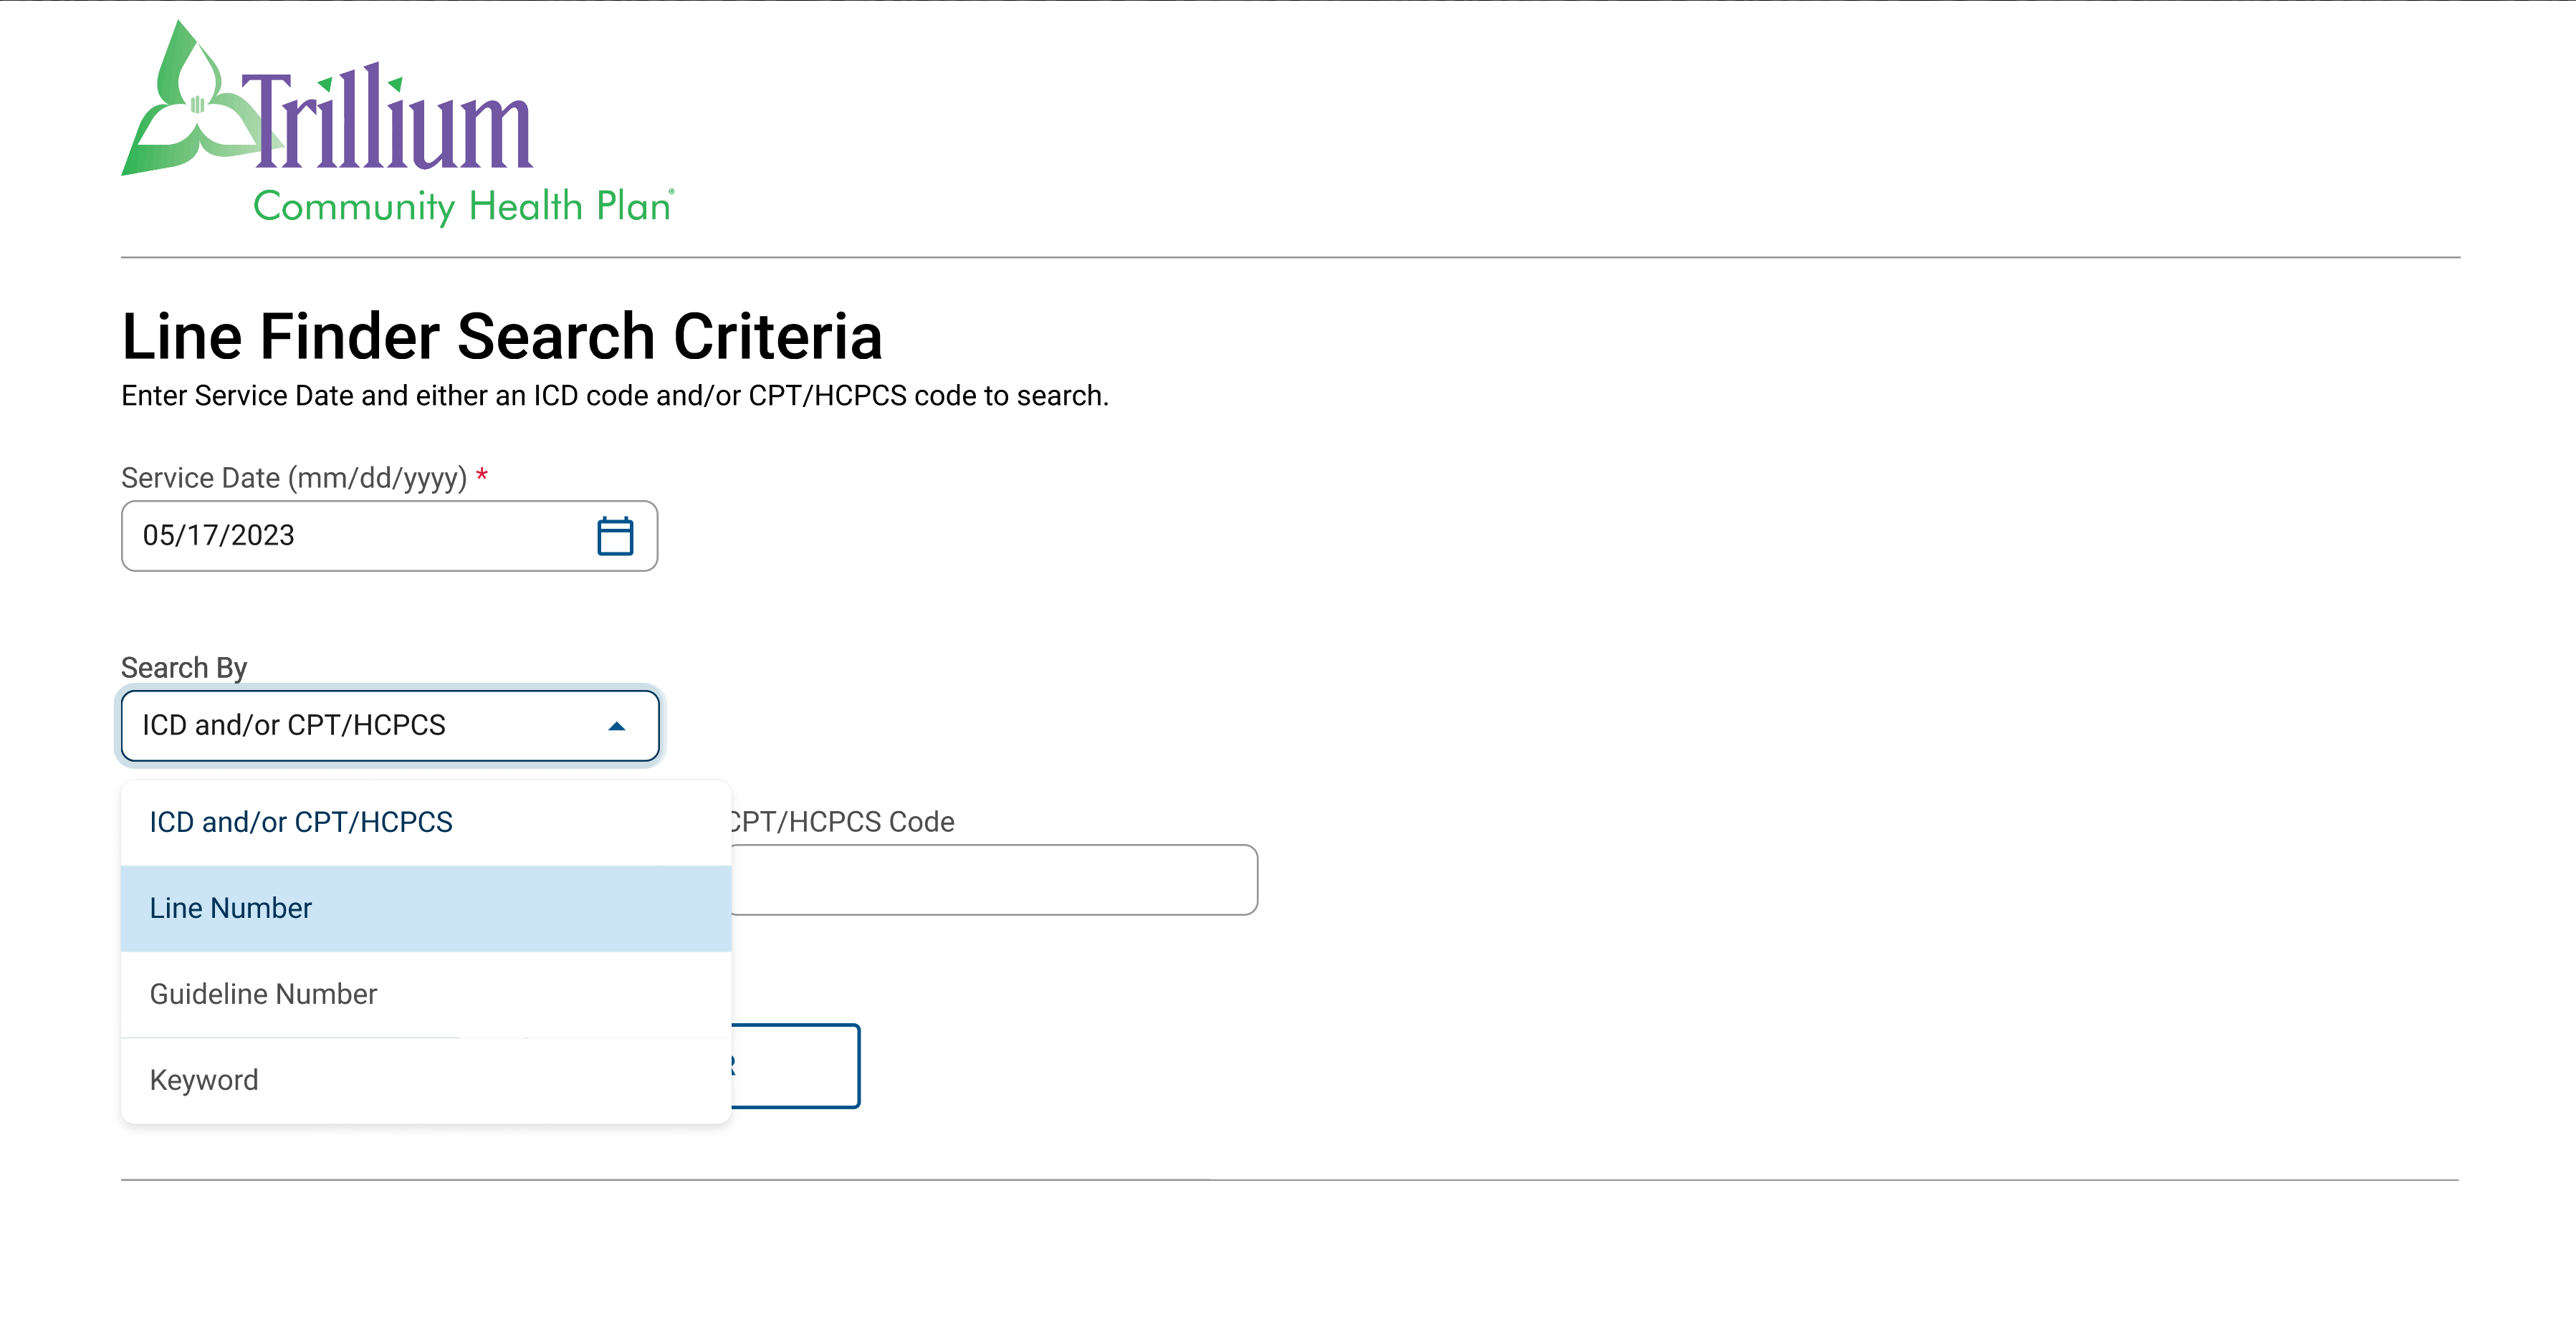 Trillium
Community Health Plan®
Line Finder Search Criteria
Enter Service Date and either an ICD code and/or CPT/HCPCS code to search.
Service Date (mm/dd/yyyy) *
05/17/2023
Search By
ICD and/or CPT/HCPCS
ICD and/or CPT/HCPCS
CPT/HCPCS Code
Line Number
Guideline Number
Keyword